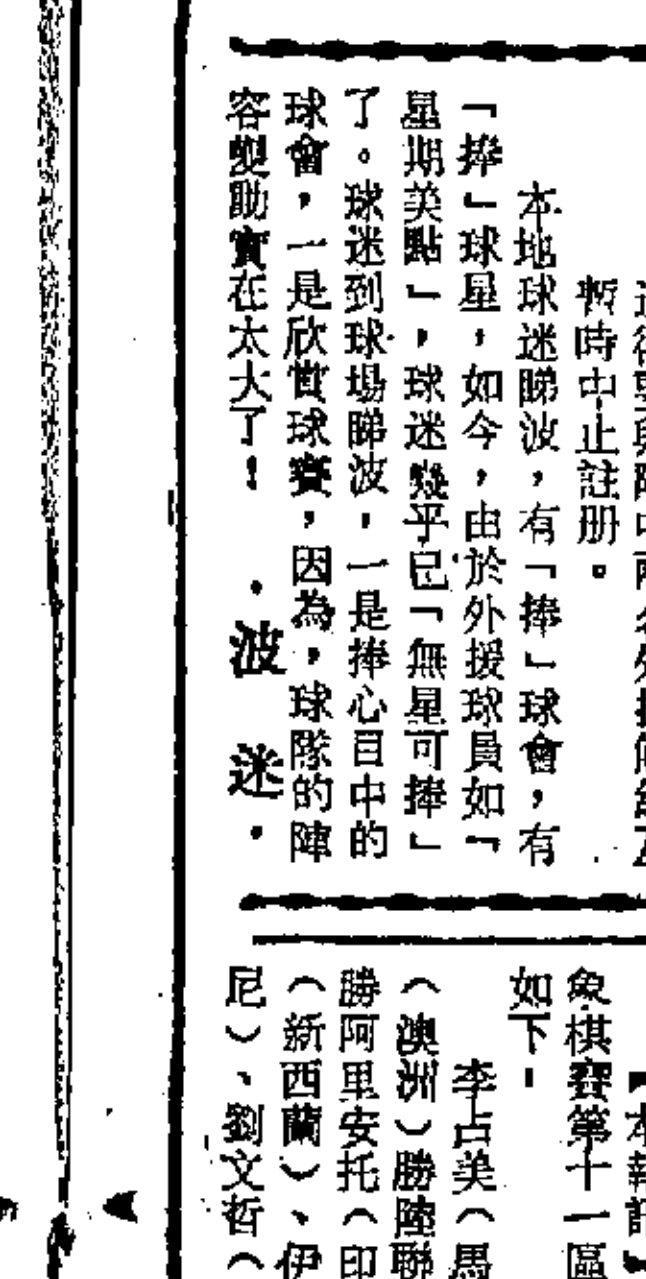 暫時中止註册。
本地球迷睇波，有「捧」球會，有
「捧」球星，如今，由於外援球員如「
星期美點」，球迷幾乎已「無星可捧」
了。球迷到球場睇波，一是捧心目中的
球會，一是欣賞球賽，因為，球隊的陣
容變動實在太大了！
·波迷·
【本報訊】
象棋賽第十一區
如下：
李占美（馬
（澳洲）勝陸聯
勝阿里安托（印
（新西蘭）、伊
尼）、劉文哲（